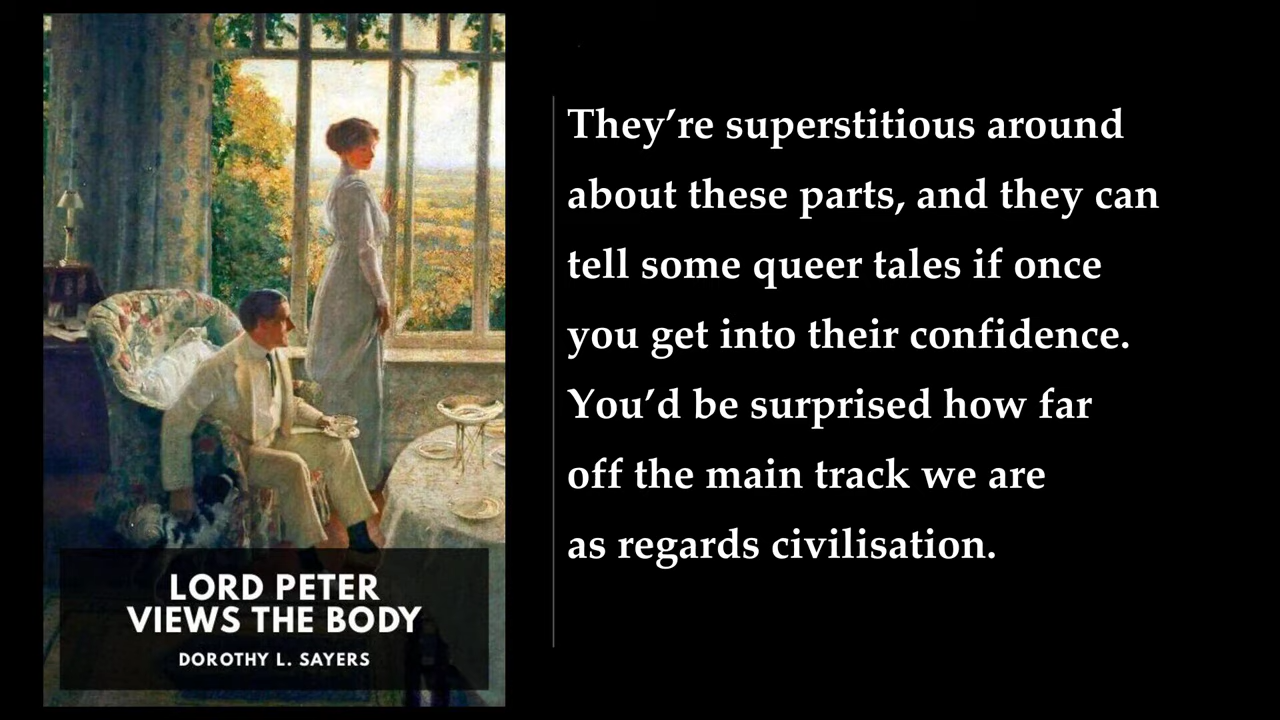 LORD PETER
VIEWS THE BODY
DOROTHY L. SAYERS
They’re superstitious around
about these parts, and they can
tell some queer tales if once
you get into their confidence.
You’d be surprised how far
off the main track we are
as regards civilisation.